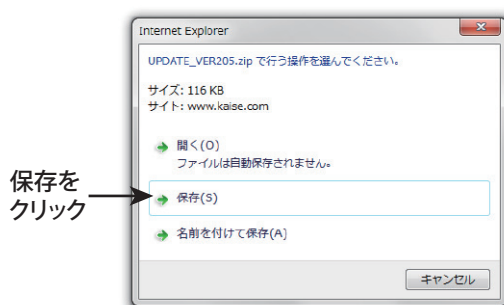 Internet Explorer
UPDATE_VER205.zip で行う操作を選んでください。
サイズ: 116 KB
サイト: www.kaise.com
開く(O)
ファイルは自動保存されません。
保存を
クリック
保存(S)
名前を付けて保存(A)
キャンセル